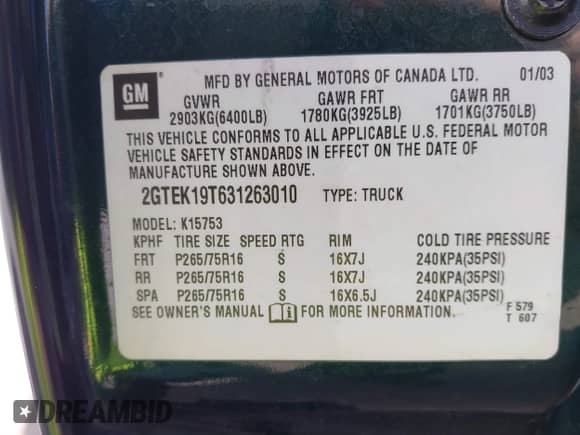 GM
MFD BY GENERAL MOTORS OF CANADA LTD. 01/03
GVWR GAWR FRT GAWR RR
2903KG(6400LB) 1780KG(3925LB) 1701KG(3750LB)
THIS VEHICLE CONFORMS TO ALL APPLICABLE U.S. FEDERAL MOTOR
VEHICLE SAFETY STANDARDS IN EFFECT ON THE DATE OF
MANUFACTURE SHOWN ABOVE.
2GTEK19T631263010 TYPE: TRUCK
MODEL: K15753
KPHF TIRE SIZE SPEED RTG RIM COLD TIRE PRESSURE
FRT P265/75R16 S 16X7J 240KPA(35PSI)
RR P265/75R16 S 16X7J 240KPA(35PSI)
SPA P265/75R16 S 16X6.5J 240KPA(35PSI)
SEE OWNER'S MANUAL FOR MORE INFORMATION.
F 579
T 607
DREAMBID